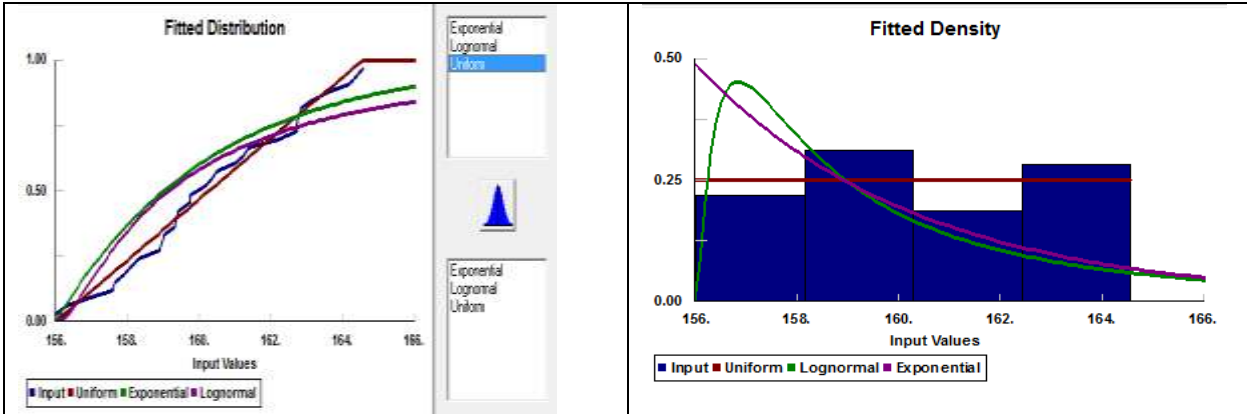 Fitted Distribution
1.00
0.50
0.00
156. 158. 160. 162. 164. 166.
Input Values
Input Uniform Exponential Lognormal
Exponential
Lognormal
Uniform
Exponential
Lognormal
Uniform
Fitted Density
0.50
0.25
0.00
156. 158. 160. 162. 164. 166.
Input Values
Input Uniform Lognormal Exponential